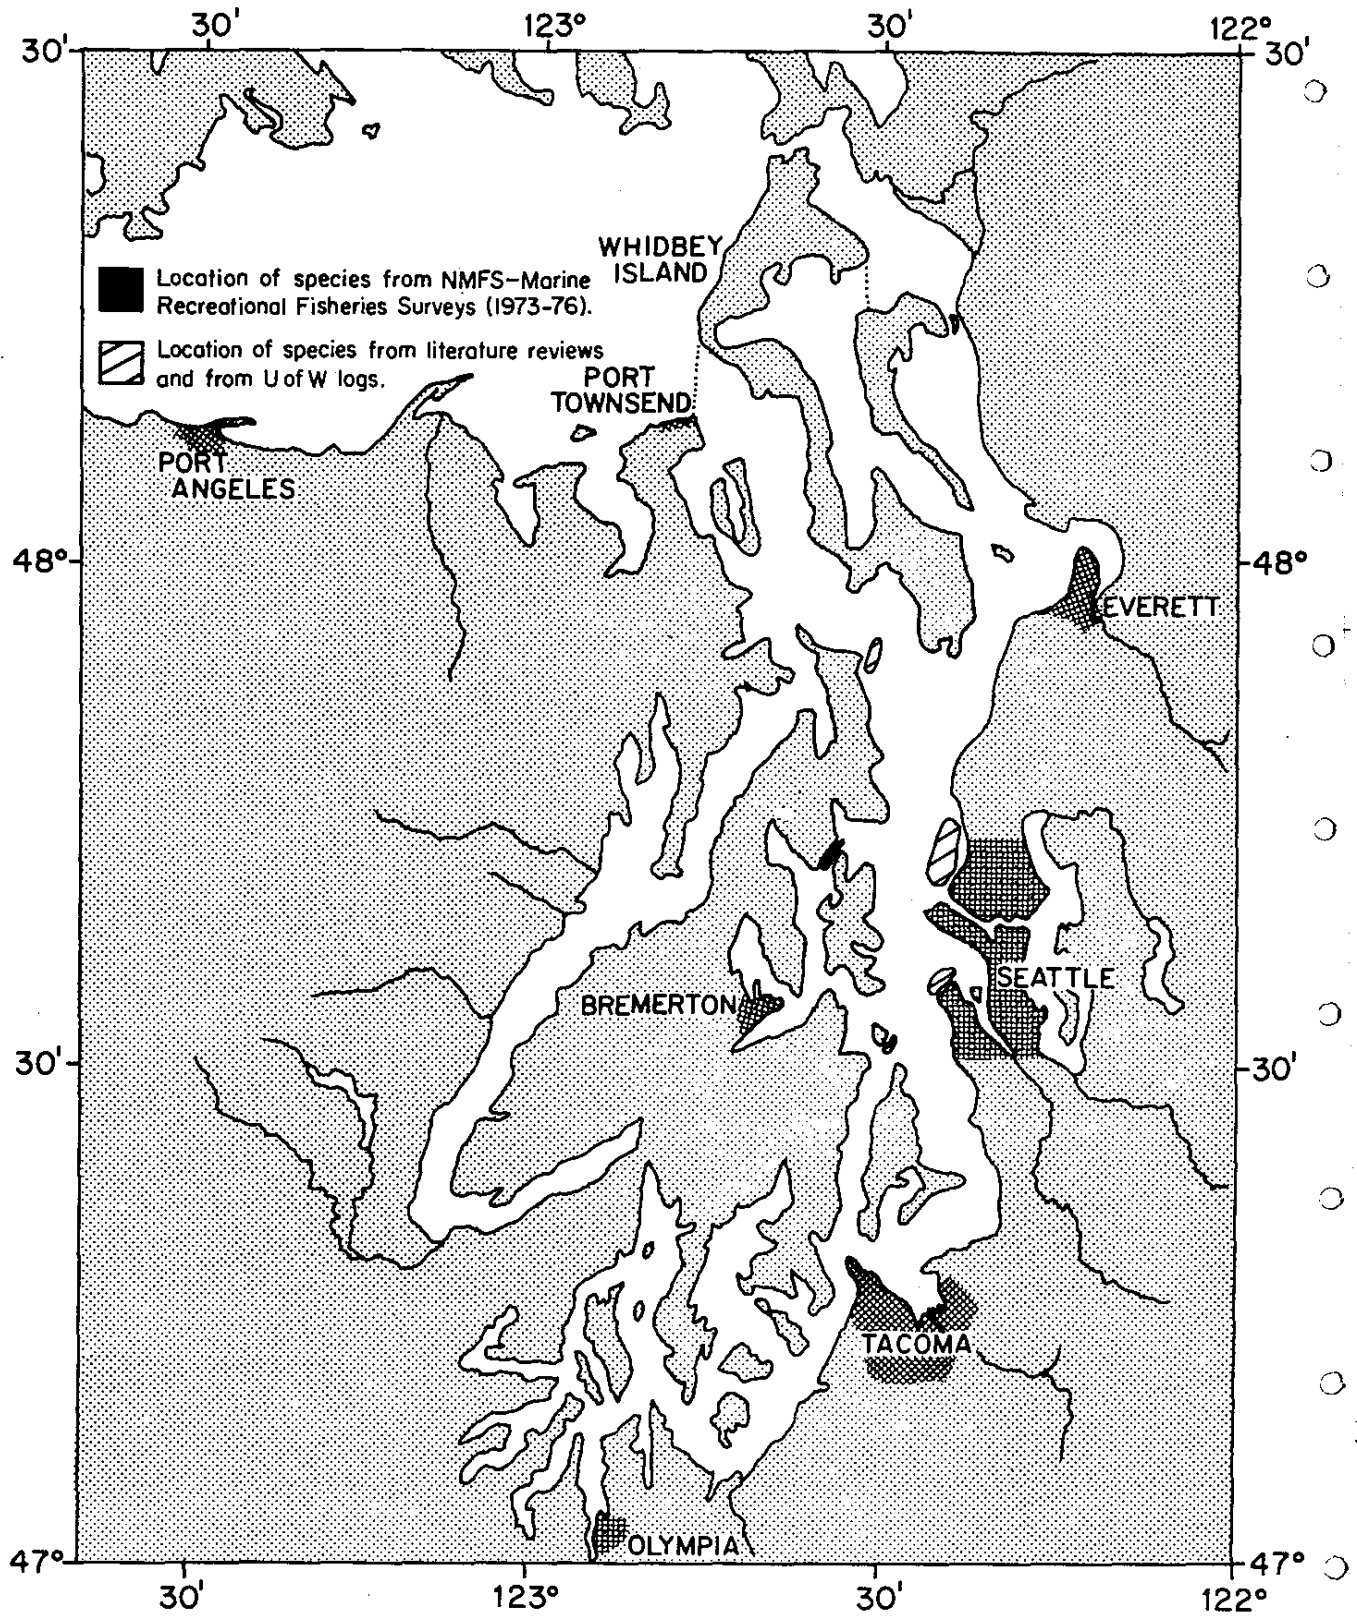 30' 123° 30' 122°
30' 30'
WHIDBEY
ISLAND
Location of species from NMFS-Marine
Recreational Fisheries Surveys (1973-76).
Location of species from literature reviews
and from U of W logs.
PORT
TOWNSEND
PORT
ANGELES
48° 48°
EVERETT
SEATTLE
BREMERTON
30' 30'
TACOMA
OLYMPIA
47° 47°
30' 123° 30' 122°